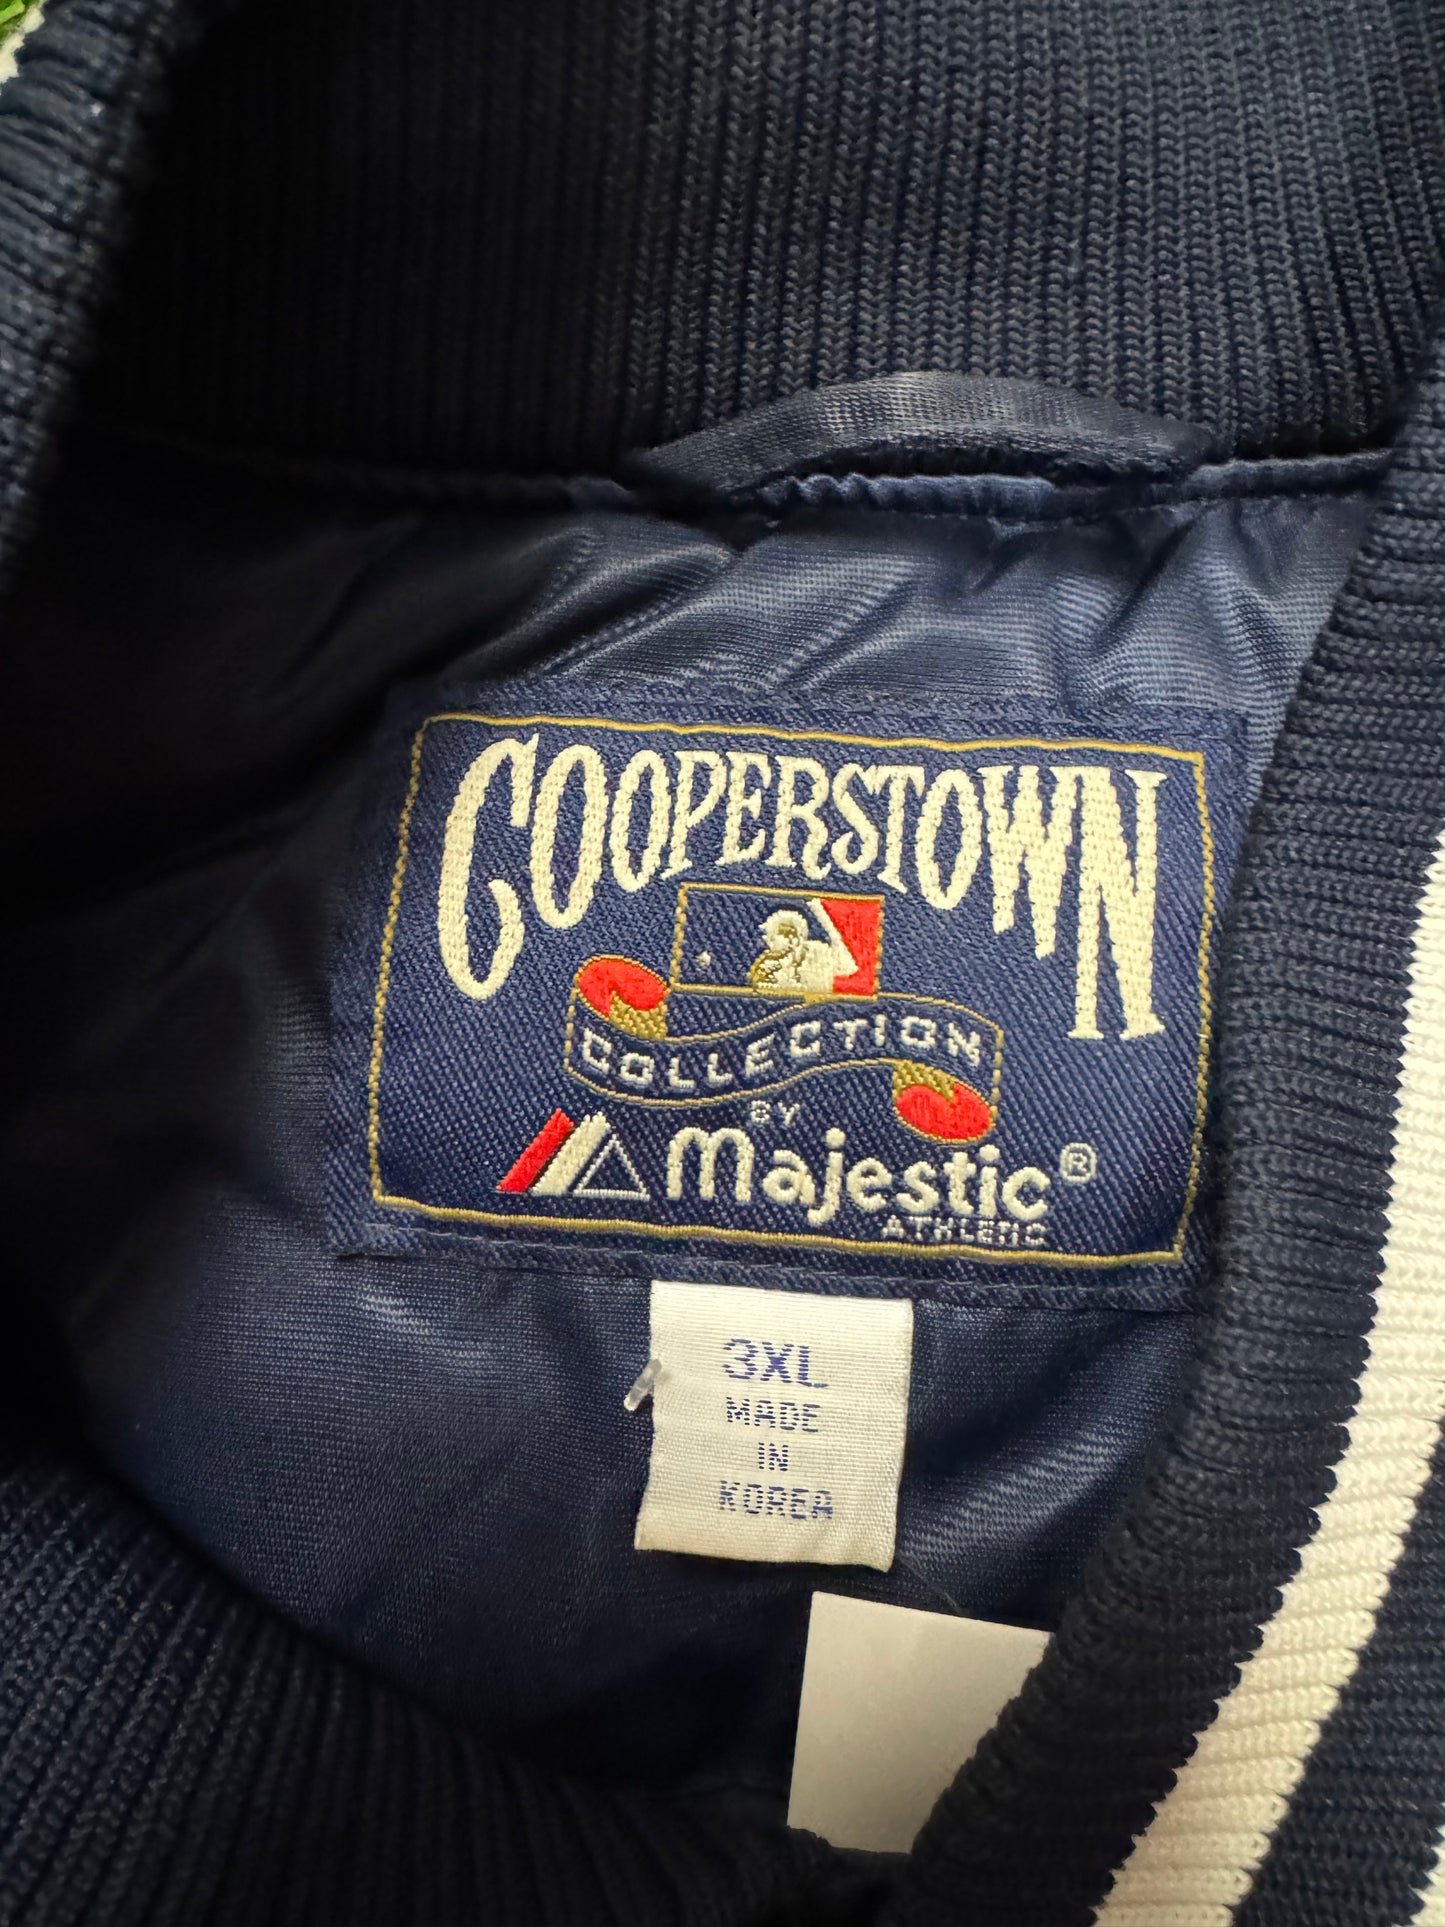 COOPERSTOWN
COLLECTION
BY
Majestic®
ATHLETIC
3XL
MADE
IN
KOREA